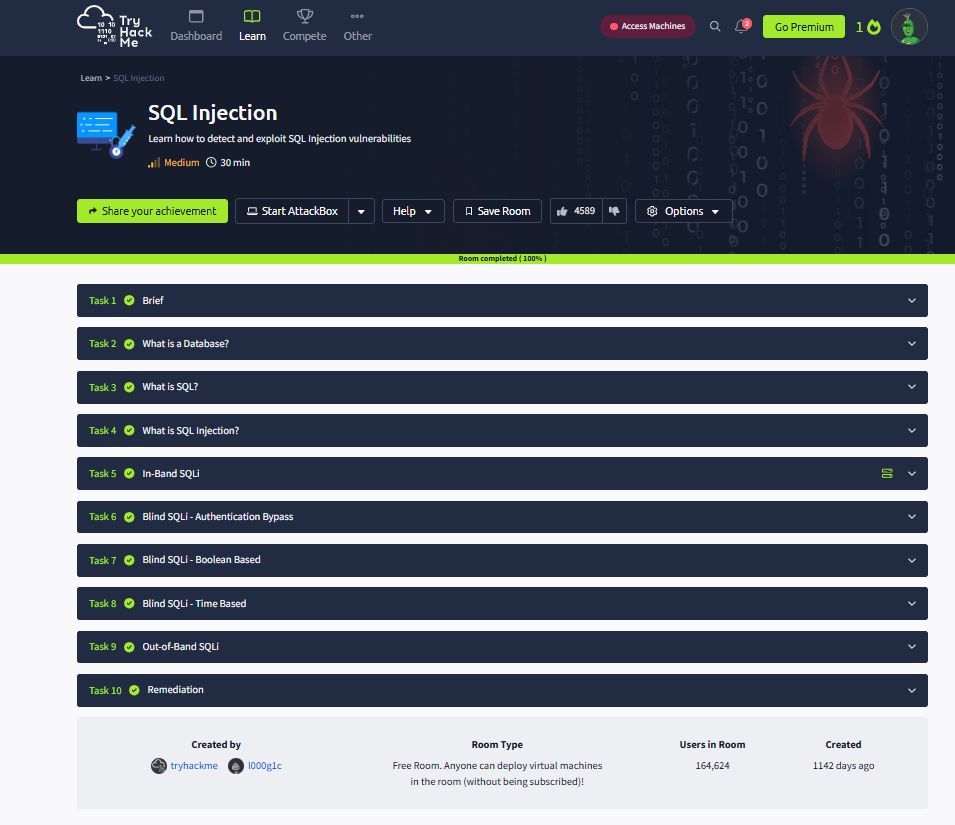 Try
Hack
Me
10 10
1110
0101
Dashboard
Learn
Compete
Other
Access Machines
2
Go Premium
1
Learn > SQL Injection
SQL Injection
Learn how to detect and exploit SQL Injection vulnerabilities
Medium 30 min
Share your achievement
Start AttackBox
Help
Save Room
4589
Options
Room completed ( 100% )
Task 1 Brief
Task 2 What is a Database?
Task 3 What is SQL?
Task 4 What is SQL Injection?
Task 5 In-Band SQLi
Task 6 Blind SQLi - Authentication Bypass
Task 7 Blind SQLi - Boolean Based
Task 8 Blind SQLi - Time Based
Task 9 Out-of-Band SQLi
Task 10 Remediation
Created by
tryhackme l000g1c
Room Type
Free Room. Anyone can deploy virtual machines
in the room (without being subscribed)!
Users in Room
164,624
Created
1142 days ago